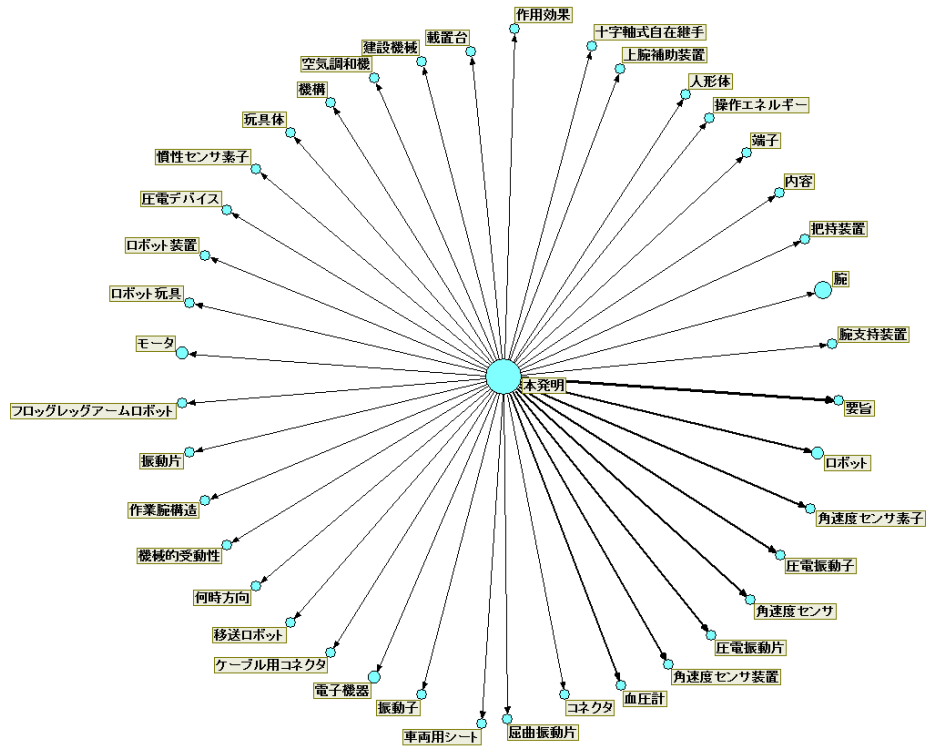 作用効果
十字軸式自在継手
載置台
建設機械
上腕補助装置
空気調和機
人形体
機構
操作エネルギー
玩具体
端子
慣性センサ素子
内容
圧電デバイス
把持装置
ロボット装置
腕
ロボット玩具
腕支持装置
モータ
本発明
フロッグレッグアームロボット
要旨
振動片
ロボット
作業腕構造
角速度センサ素子
機械的受動性
圧電振動子
何時方向
角速度センサ
移送ロボット
圧電振動片
ケーブル用コネクタ
角速度センサ装置
電子機器
血圧計
振動子
コネクタ
車両用シート
屈曲振動片